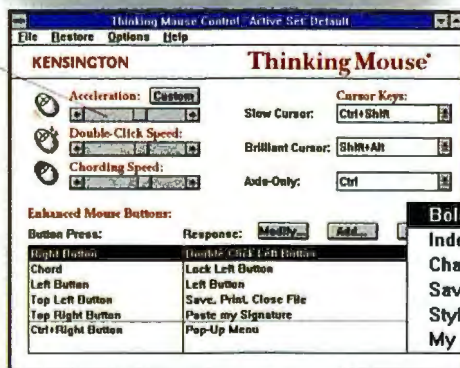 Thinking Mouse Control Active Set: Default
File Restore Options Help
KENSINGTON
Thinking Mouse
Acceleration: Custom
Double-Click Speed:
Chording Speed:
Cursor Keys:
Slow Cursor: Ctrl+Shift
Brilliant Cursor: Shift+Alt
Axis-Only: Ctrl
Enhanced Mouse Buttons:
Button Press: Response: Modify... Add...
Right Button Double Click Left Button
Chord Lock Left Button
Left Button Left Button
Top Left Button Save, Print, Close File
Top Right Button Paste my Signature
Ctrl+Right Button Pop-Up Menu
Bol
Inde
Cha
Sav
Styl
My